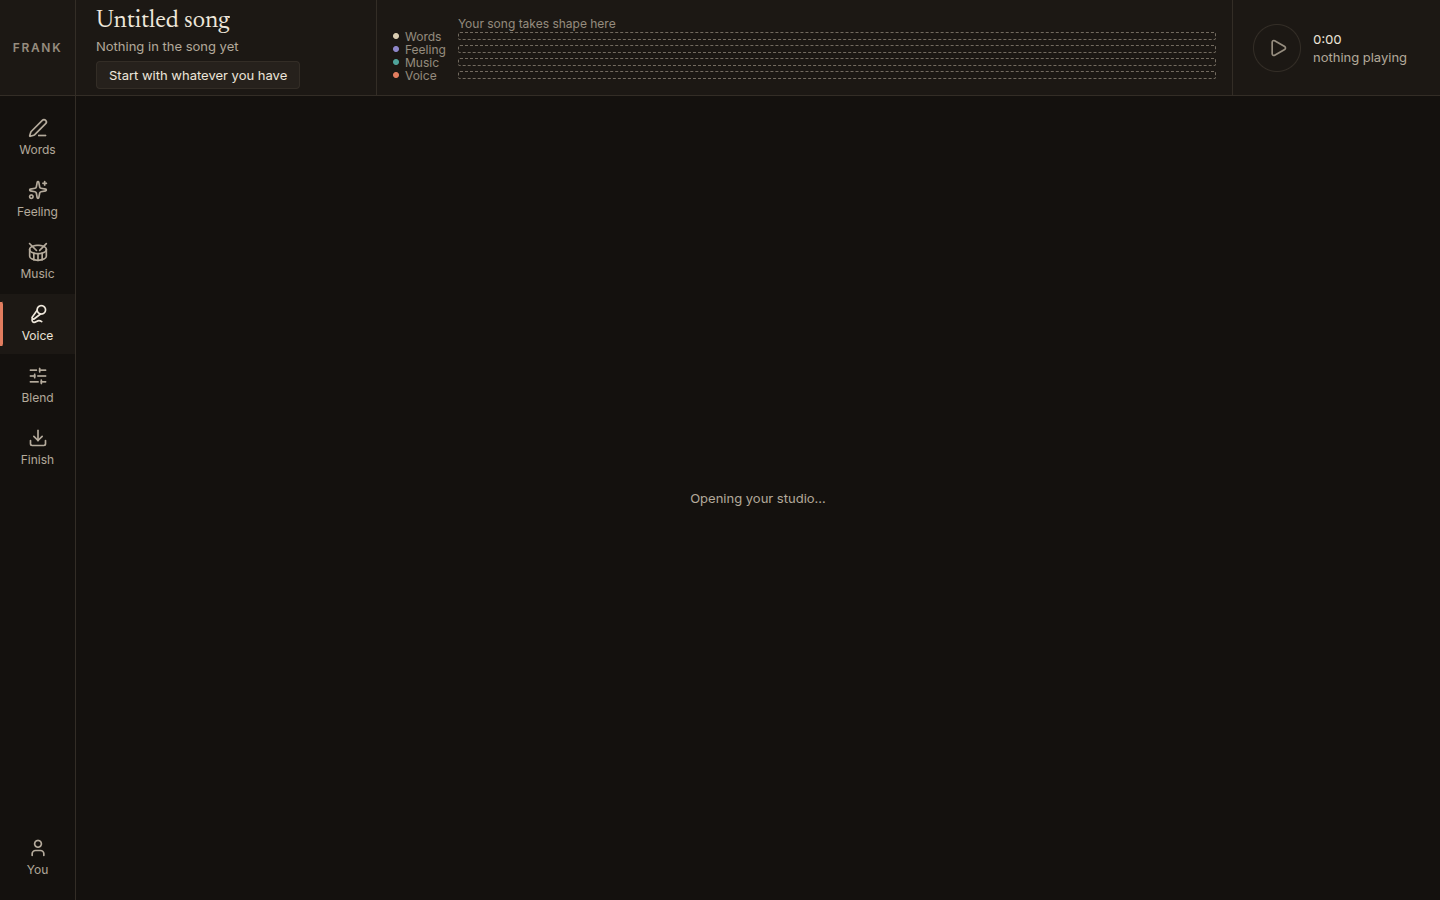 FRANK
Untitled song
Nothing in the song yet
Start with whatever you have
Your song takes shape here
Words
Feeling
Music
Voice
0:00
nothing playing
Words
Feeling
Music
Voice
Blend
Finish
Opening your studio...
You